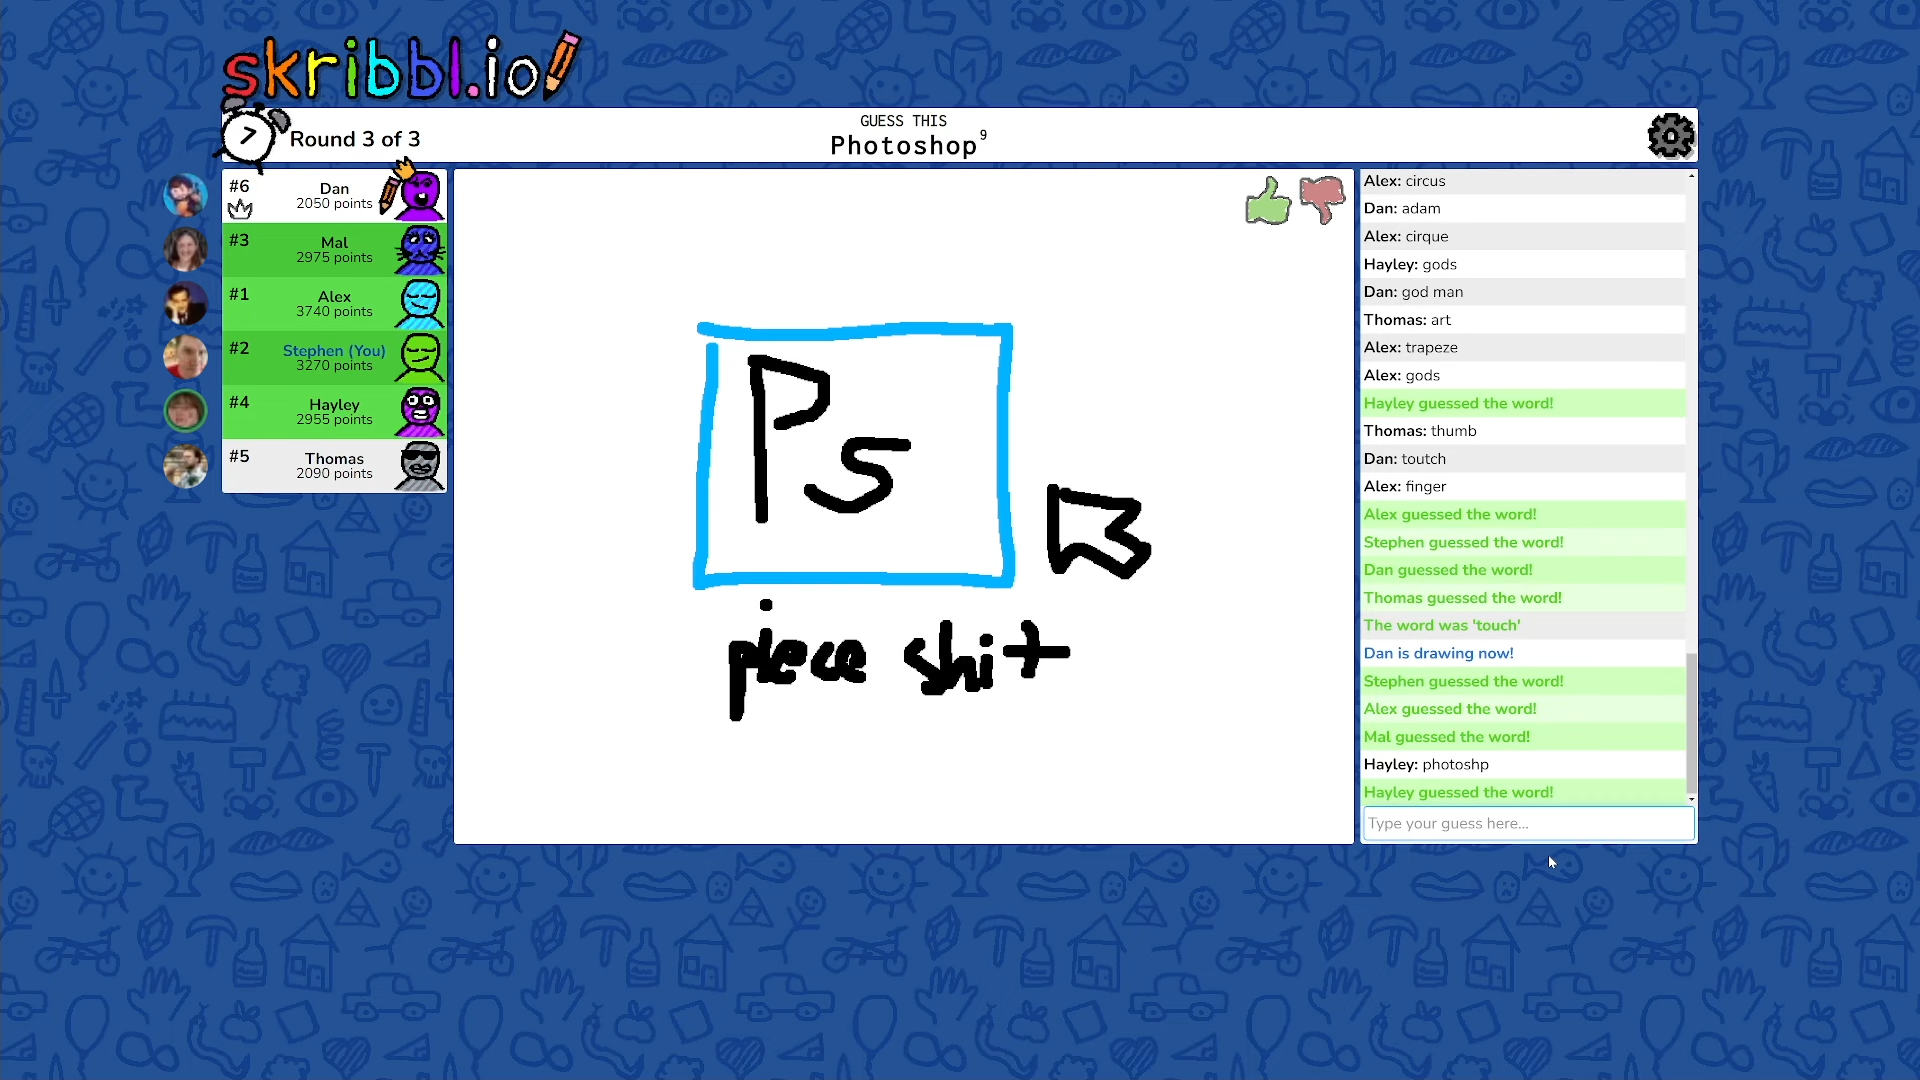 skribbl.io
7
Round 3 of 3
GUESS THIS
Photoshop 9
#6
Dan
2050 points
#3
Mal
2975 points
#1
Alex
3740 points
#2
Stephen (You)
3270 points
#4
Hayley
2955 points
#5
Thomas
2090 points
Ps
piece shit
Alex: circus
Dan: adam
Alex: cirque
Hayley: gods
Dan: god man
Thomas: art
Alex: trapeze
Alex: gods
Hayley guessed the word!
Thomas: thumb
Dan: toutch
Alex: finger
Alex guessed the word!
Stephen guessed the word!
Dan guessed the word!
Thomas guessed the word!
The word was 'touch'
Dan is drawing now!
Stephen guessed the word!
Alex guessed the word!
Mal guessed the word!
Hayley: photoshp
Hayley guessed the word!
Type your guess here...